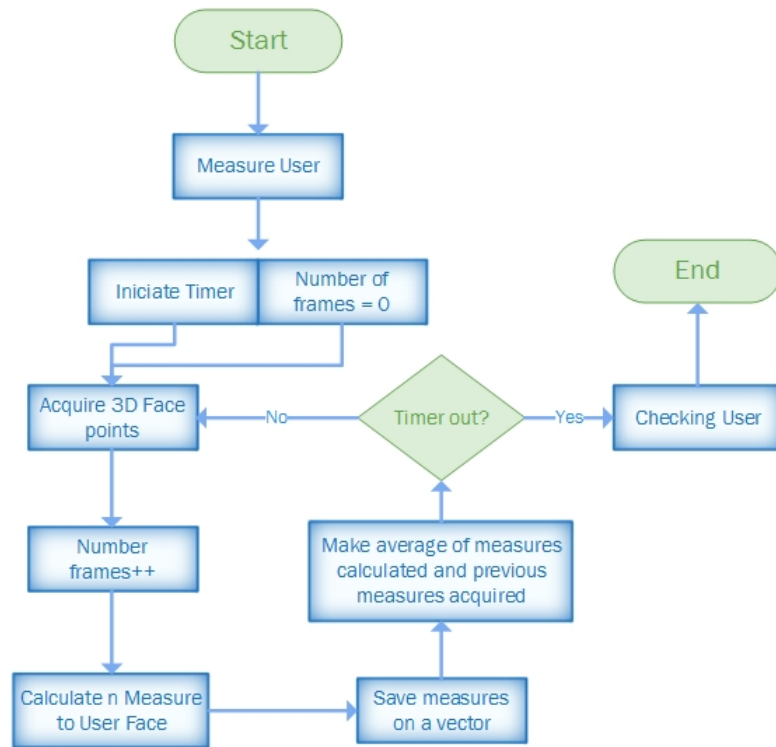 Start
Measure User
Iniciate Timer
Number of
frames = 0
Acquire 3D Face
points
Number
frames++
Calculate n Measure
to User Face
Save measures
on a vector
Make average of measures
calculated and previous
measures acquired
Timer out?
No
Yes
Checking User
End